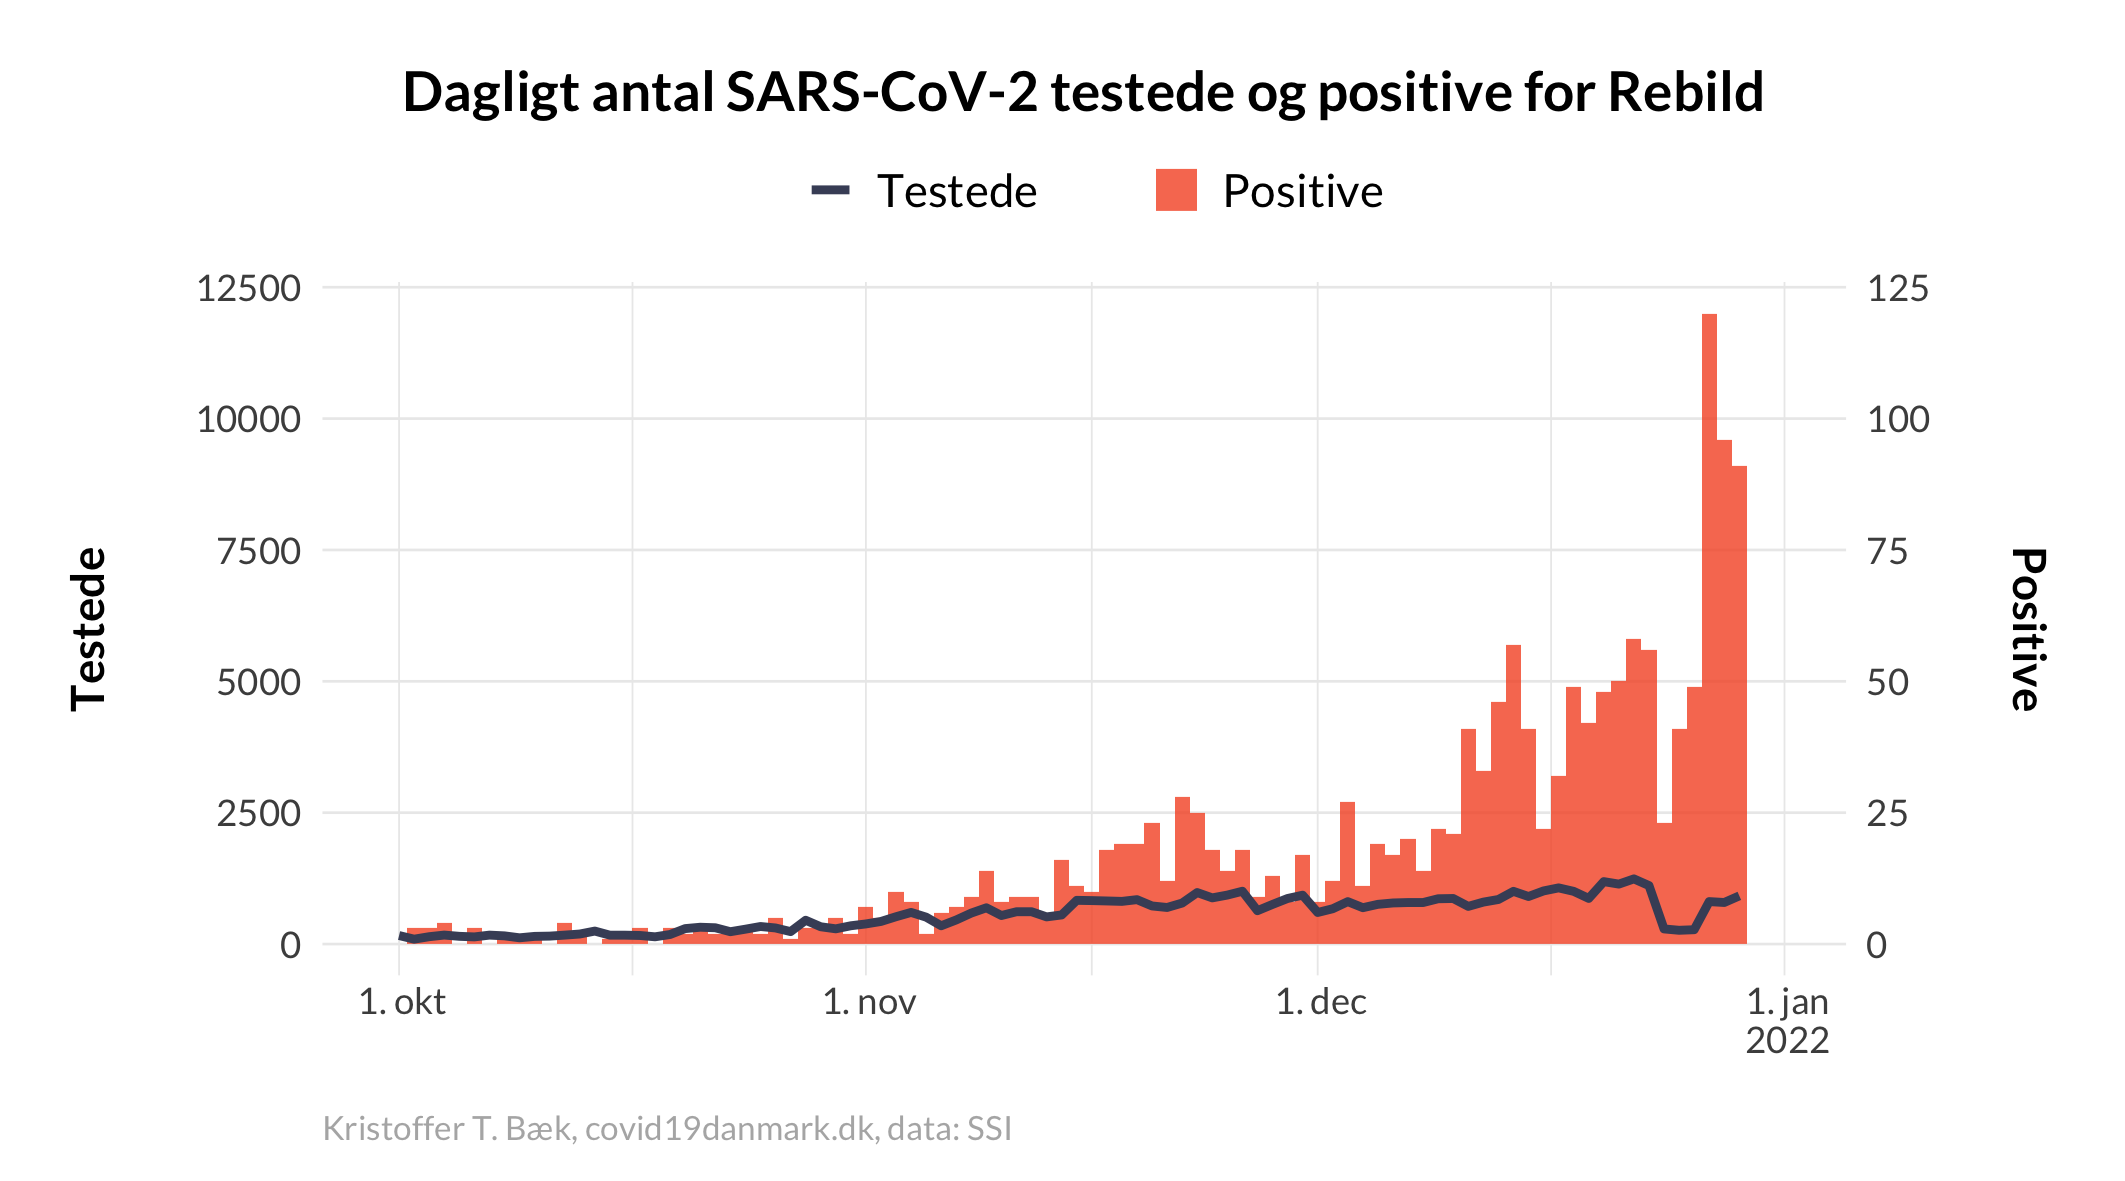 Dagligt antal SARS-CoV-2 testede og positive for Rebild
Testede
Positive
12500
10000
7500
5000
2500
0
125
100
75
50
25
0
Testede
Positive
1. okt
1. nov
1. dec
1. jan
2022
Kristoffer T. Bæk, covid19danmark.dk, data: SSI